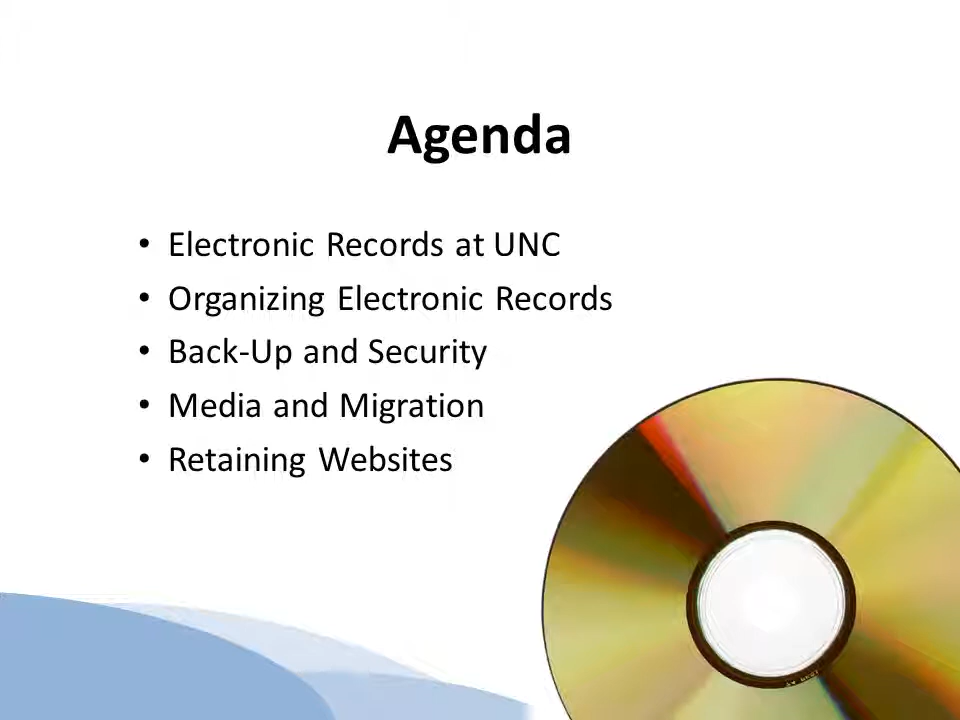 Agenda
• Electronic Records at UNC
• Organizing Electronic Records
• Back-Up and Security
• Media and Migration
• Retaining Websites